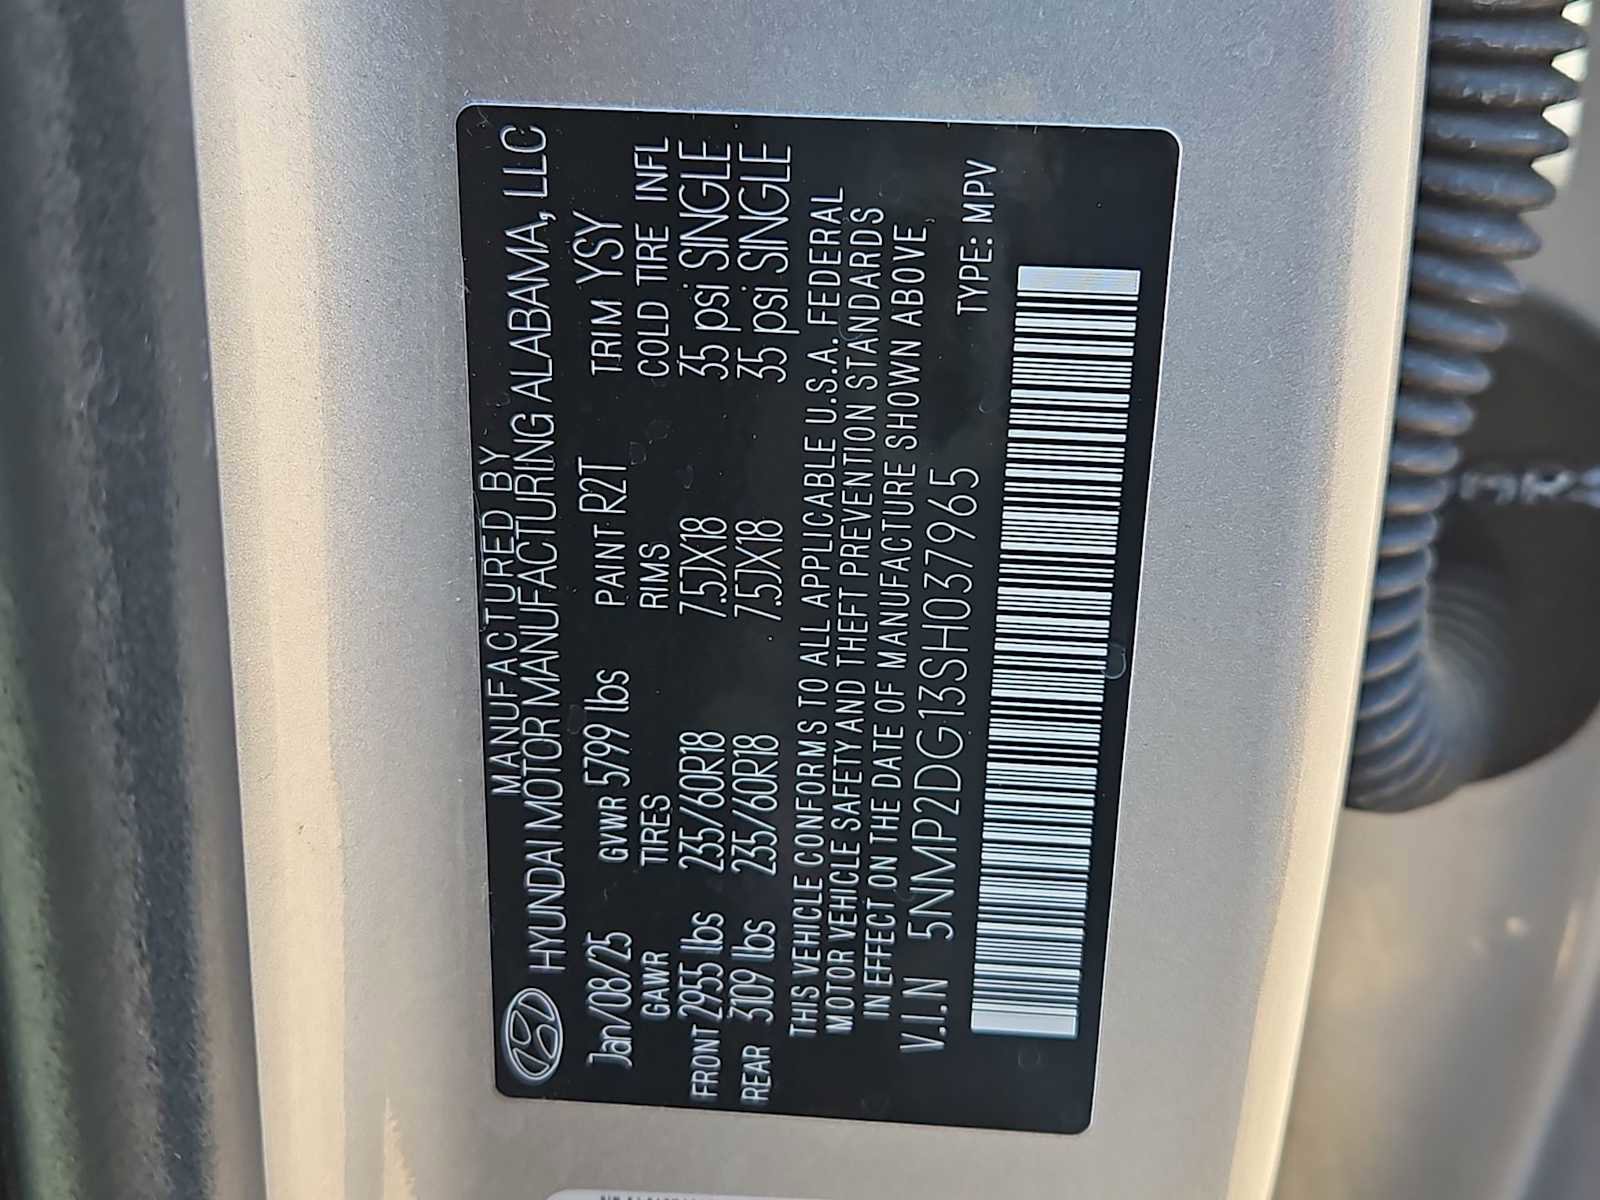 MANUFACTURED BY
HYUNDAI MOTOR MANUFACTURING ALABAMA, LLC
Jan/08/25 GVWR 5799 lbs PAINT R2T TRIM YSY
GAWR TIRES RIMS COLD TIRE INFL
FRONT 2955 lbs 235/60R18 7.5JX18 35 psi SINGLE
REAR 3109 lbs 235/60R18 7.5JX18 35 psi SINGLE
THIS VEHICLE CONFORMS TO ALL APPLICABLE U.S.A. FEDERAL
MOTOR VEHICLE SAFETY AND THEFT PREVENTION STANDARDS
IN EFFECT ON THE DATE OF MANUFACTURE SHOWN ABOVE.
V.I.N 5NMP2DG13SH037965
TYPE: MPV